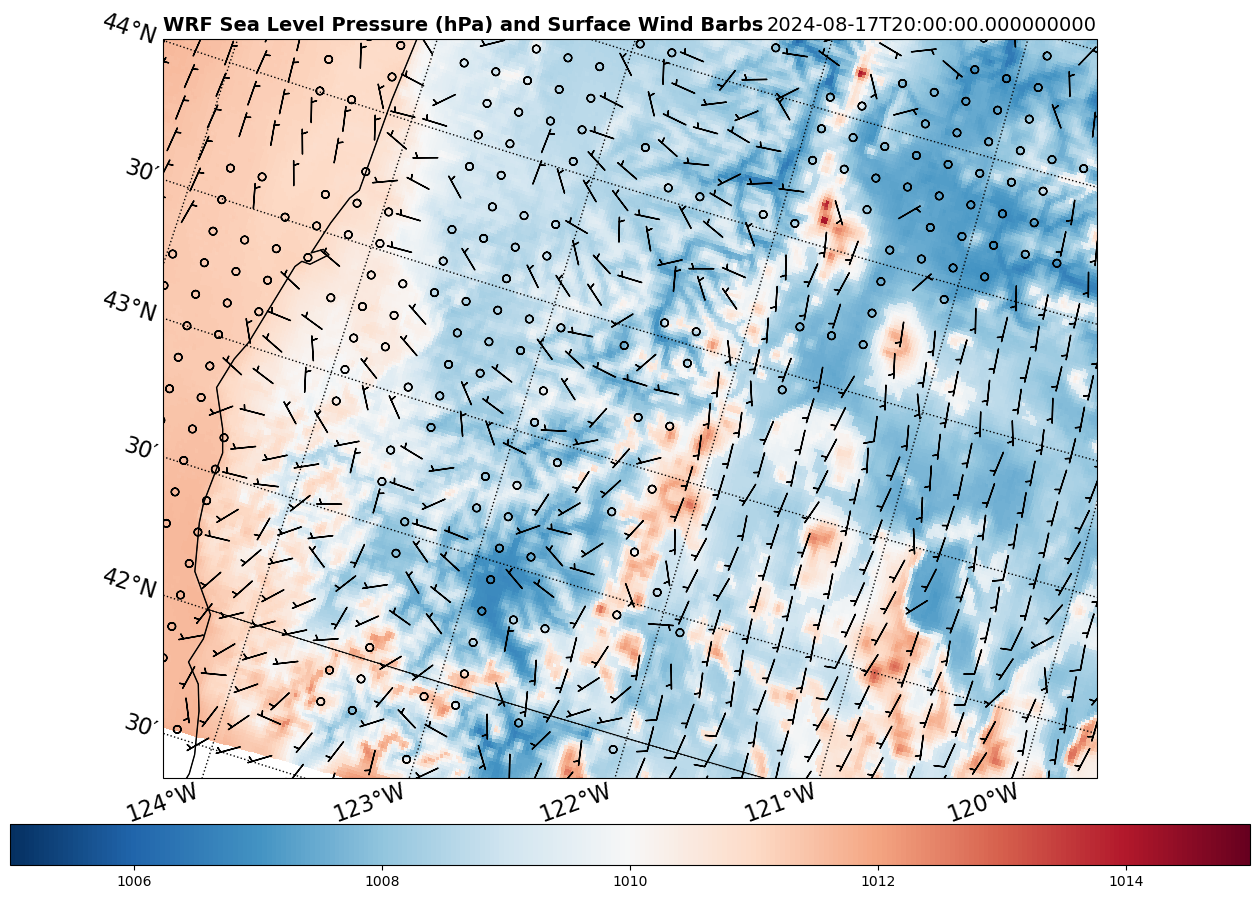 WRF Sea Level Pressure (hPa) and Surface Wind Barbs 2024-08-17T20:00:00.000000000
44°N
30′
43°N
30′
42°N
30′
124°W 123°W 122°W 121°W 120°W
1006 1008 1010 1012 1014